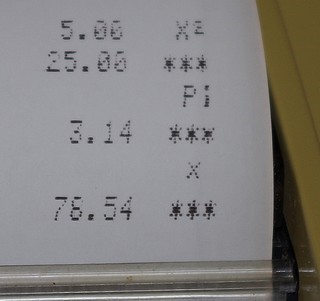 5.00 X²
25.00 ***
Pi
3.14 ***
x
78.54 ***